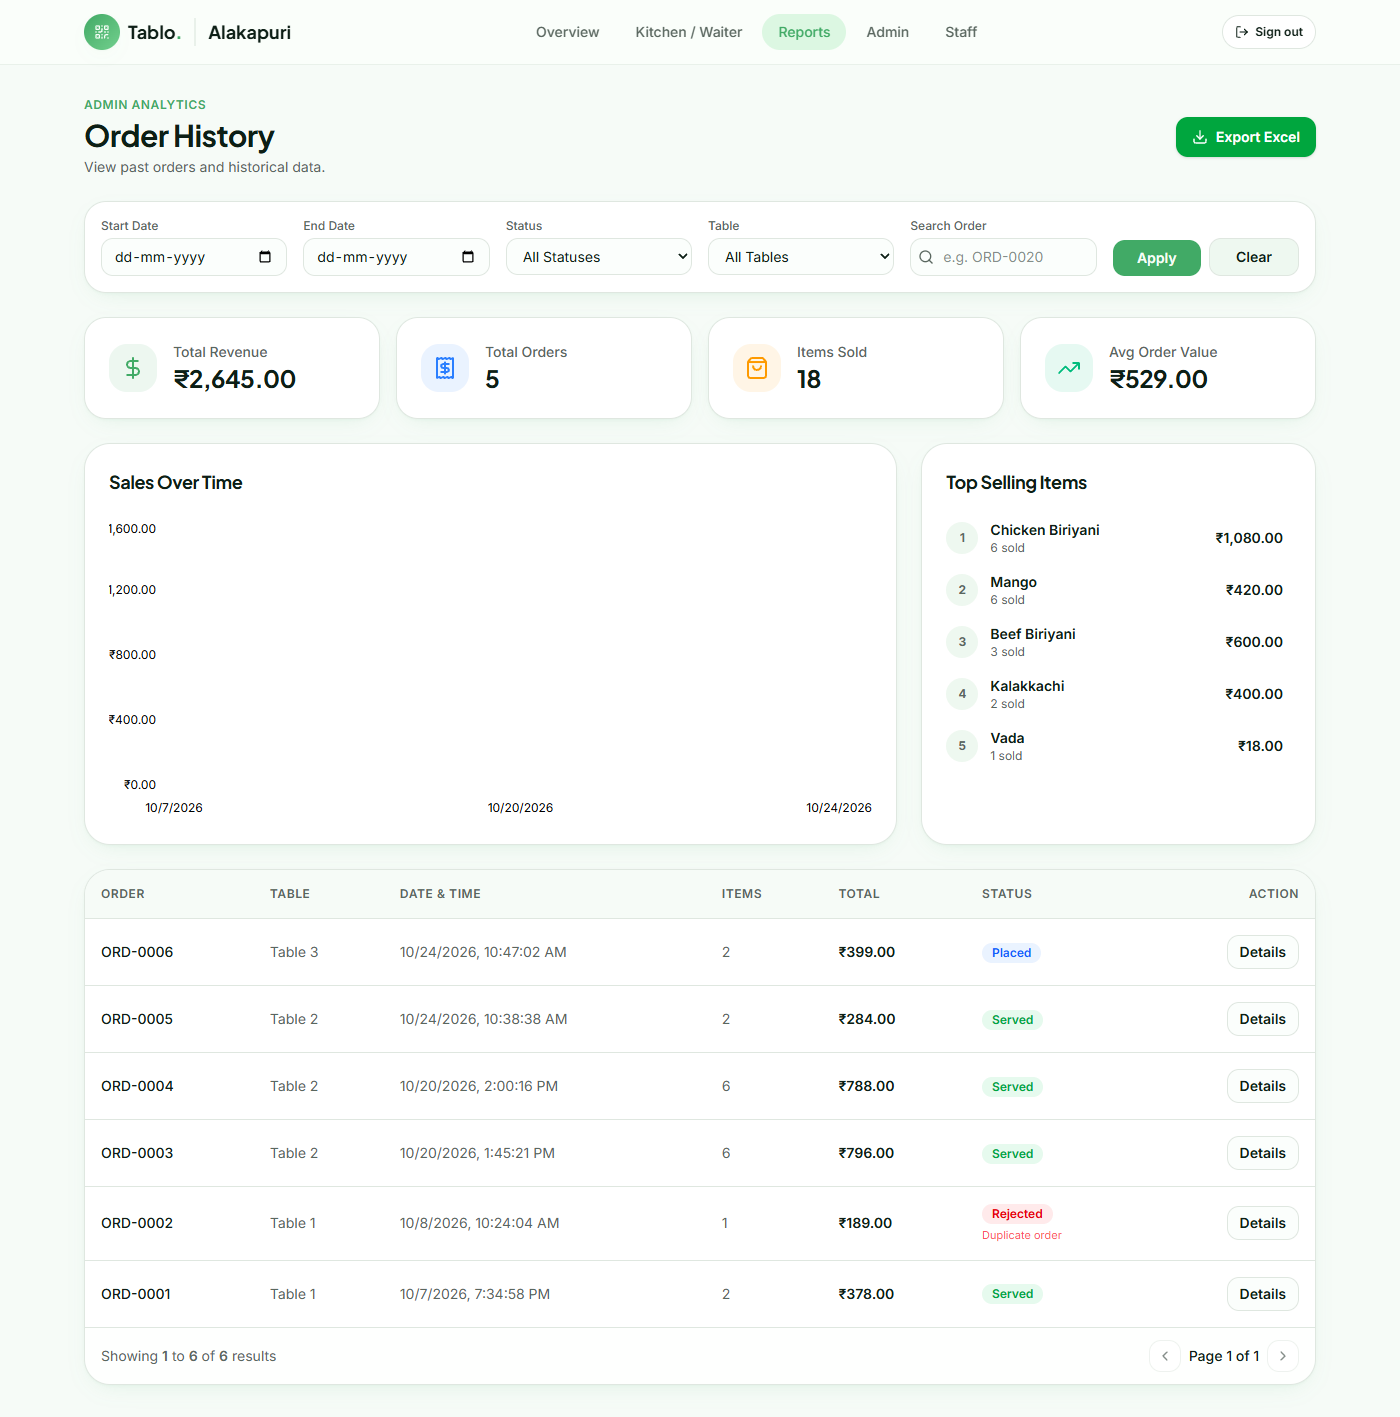 Tablo. Alakapuri Overview Kitchen / Waiter Reports Admin Staff Sign out
ADMIN ANALYTICS
Order History
View past orders and historical data.
Export Excel
Start Date End Date Status Table Search Order
dd-mm-yyyy dd-mm-yyyy All Statuses All Tables e.g. ORD-0020 Apply Clear
Total Revenue
₹2,645.00
Total Orders
5
Items Sold
18
Avg Order Value
₹529.00
Sales Over Time
1,600.00
1,200.00
₹800.00
₹400.00
₹0.00
10/7/2026 10/20/2026 10/24/2026
Top Selling Items
1 Chicken Biriyani ₹1,080.00
6 sold
2 Mango ₹420.00
6 sold
3 Beef Biriyani ₹600.00
3 sold
4 Kalakkachi ₹400.00
2 sold
5 Vada ₹18.00
1 sold
ORDER TABLE DATE & TIME ITEMS TOTAL STATUS ACTION
ORD-0006 Table 3 10/24/2026, 10:47:02 AM 2 ₹399.00 Placed Details
ORD-0005 Table 2 10/24/2026, 10:38:38 AM 2 ₹284.00 Served Details
ORD-0004 Table 2 10/20/2026, 2:00:16 PM 6 ₹788.00 Served Details
ORD-0003 Table 2 10/20/2026, 1:45:21 PM 6 ₹796.00 Served Details
ORD-0002 Table 1 10/8/2026, 10:24:04 AM 1 ₹189.00 Rejected Details
Duplicate order
ORD-0001 Table 1 10/7/2026, 7:34:58 PM 2 ₹378.00 Served Details
Showing 1 to 6 of 6 results Page 1 of 1